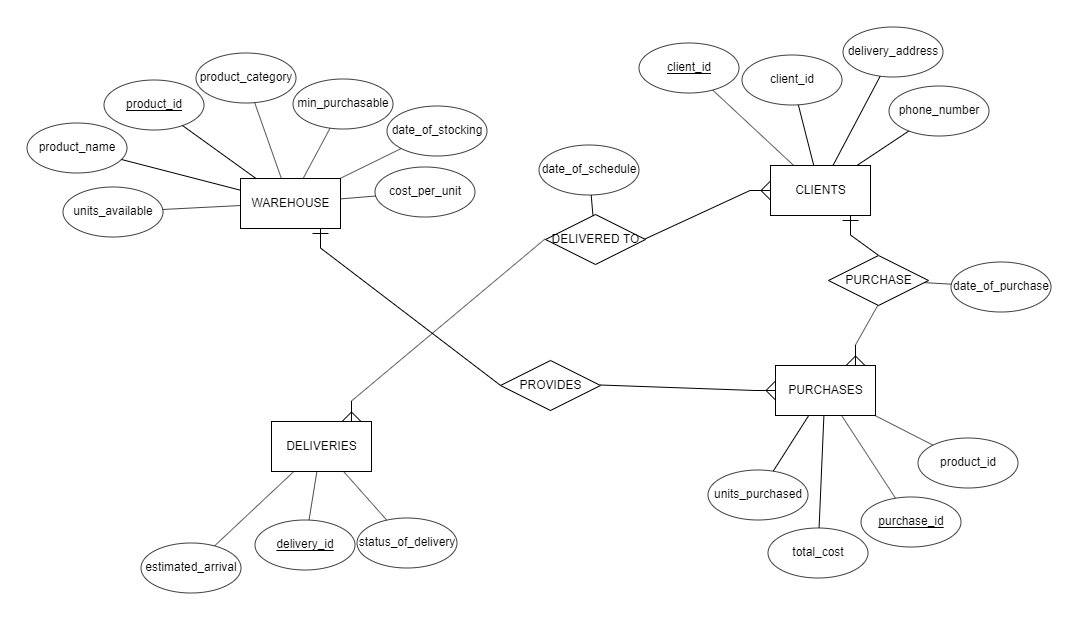 delivery_address
client_id
client_id
product_category
product_id
min_purchasable
phone_number
date_of_stocking
product_name
date_of_schedule
CLIENTS
cost_per_unit
WAREHOUSE
units_available
DELIVERED TO
PURCHASE
date_of_purchase
PROVIDES
PURCHASES
DELIVERIES
product_id
units_purchased
purchase_id
delivery_id
status_of_delivery
total_cost
estimated_arrival